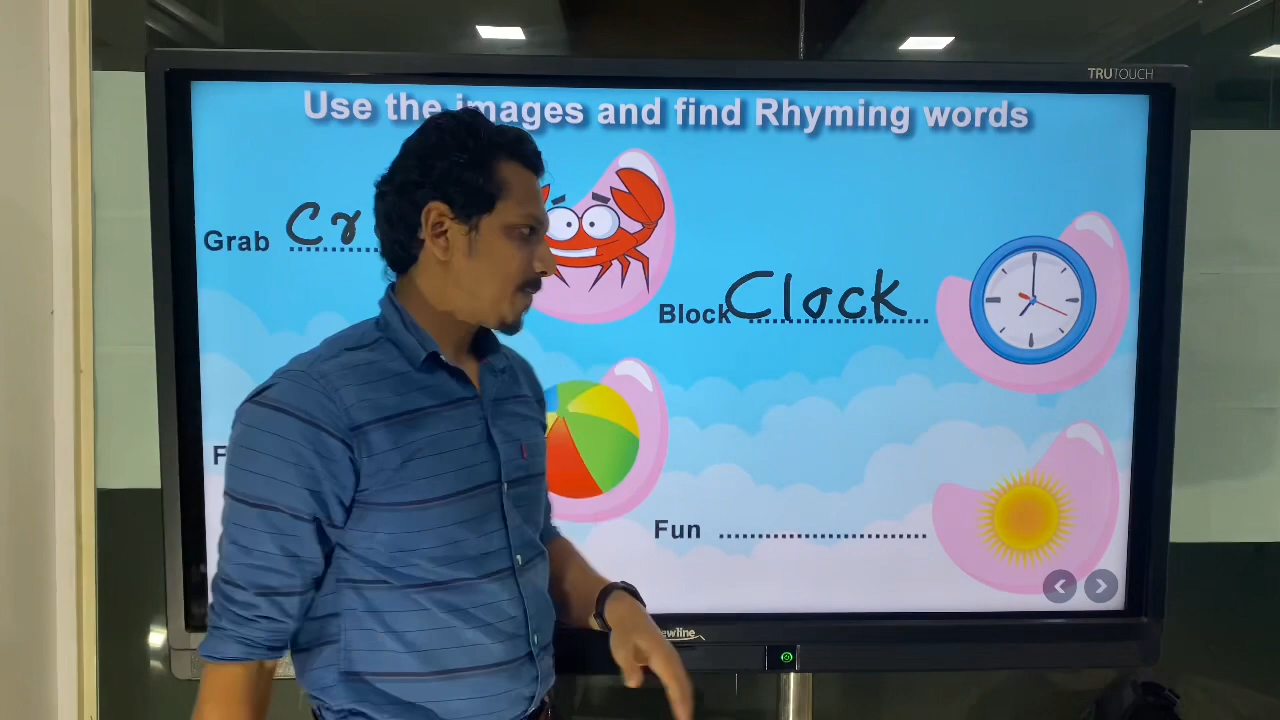 TRUTOUCH
Use the images and find Rhyming words
Grab Cr
Block Clock
Fun